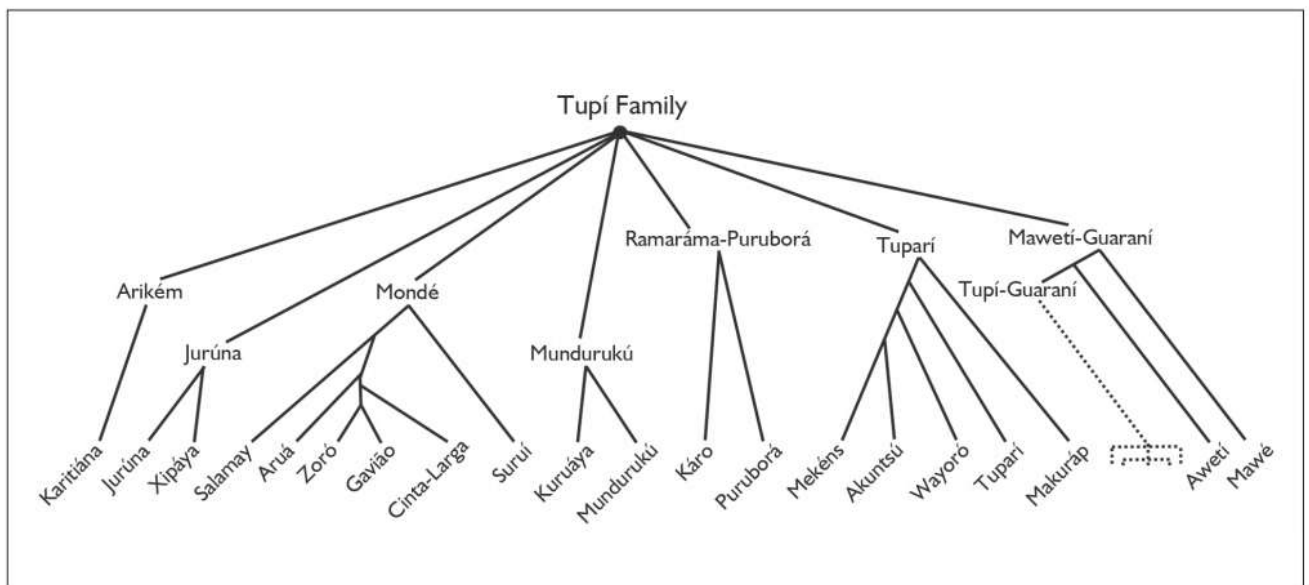 Tupí Family
Ramaráma-Puruborá
Tuparí
Mawetí-Guaraní
Arikém
Mondé
Tupí-Guaraní
Jurúna
Mundurukú
Karitiána
Jurúna
Xipáya
Salamay
Aruá
Zoró
Gavião
Cinta-Larga
Suruí
Kuruáya
Mundurukú
Káro
Puruborá
Mekéns
Akuntsú
Wayoró
Tuparí
Makuráp
Awetí
Mawé